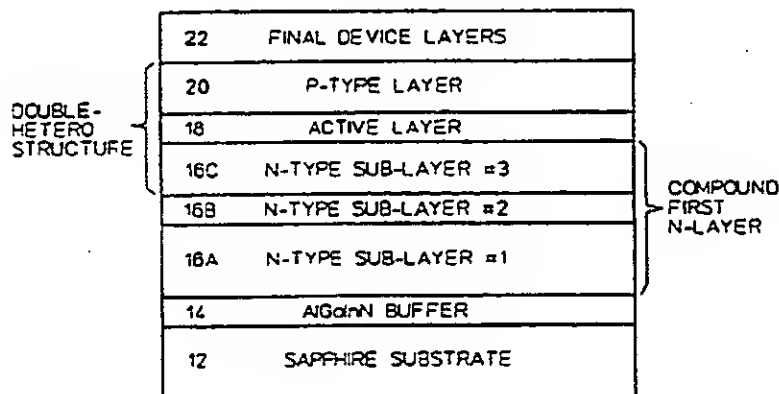 22 FINAL DEVICE LAYERS
20 P-TYPE LAYER
DOUBLE-
HETERO
STRUCTURE
18 ACTIVE LAYER
16C N-TYPE SUB-LAYER #3
16B N-TYPE SUB-LAYER #2
COMPOUND
FIRST
N-LAYER
16A N-TYPE SUB-LAYER #1
14 AlGaInN BUFFER
12 SAPPHIRE SUBSTRATE